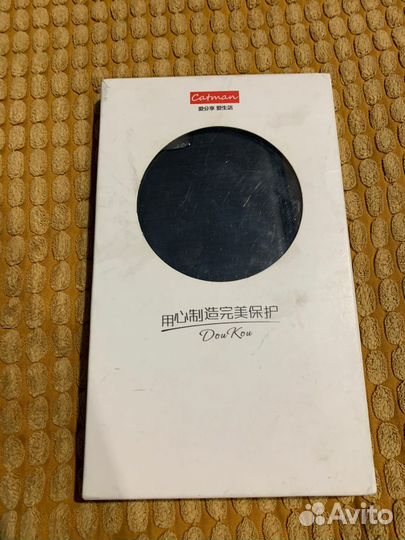 Catman
爱分享 爱生活
用心制造完美保护
DouKou
Avito